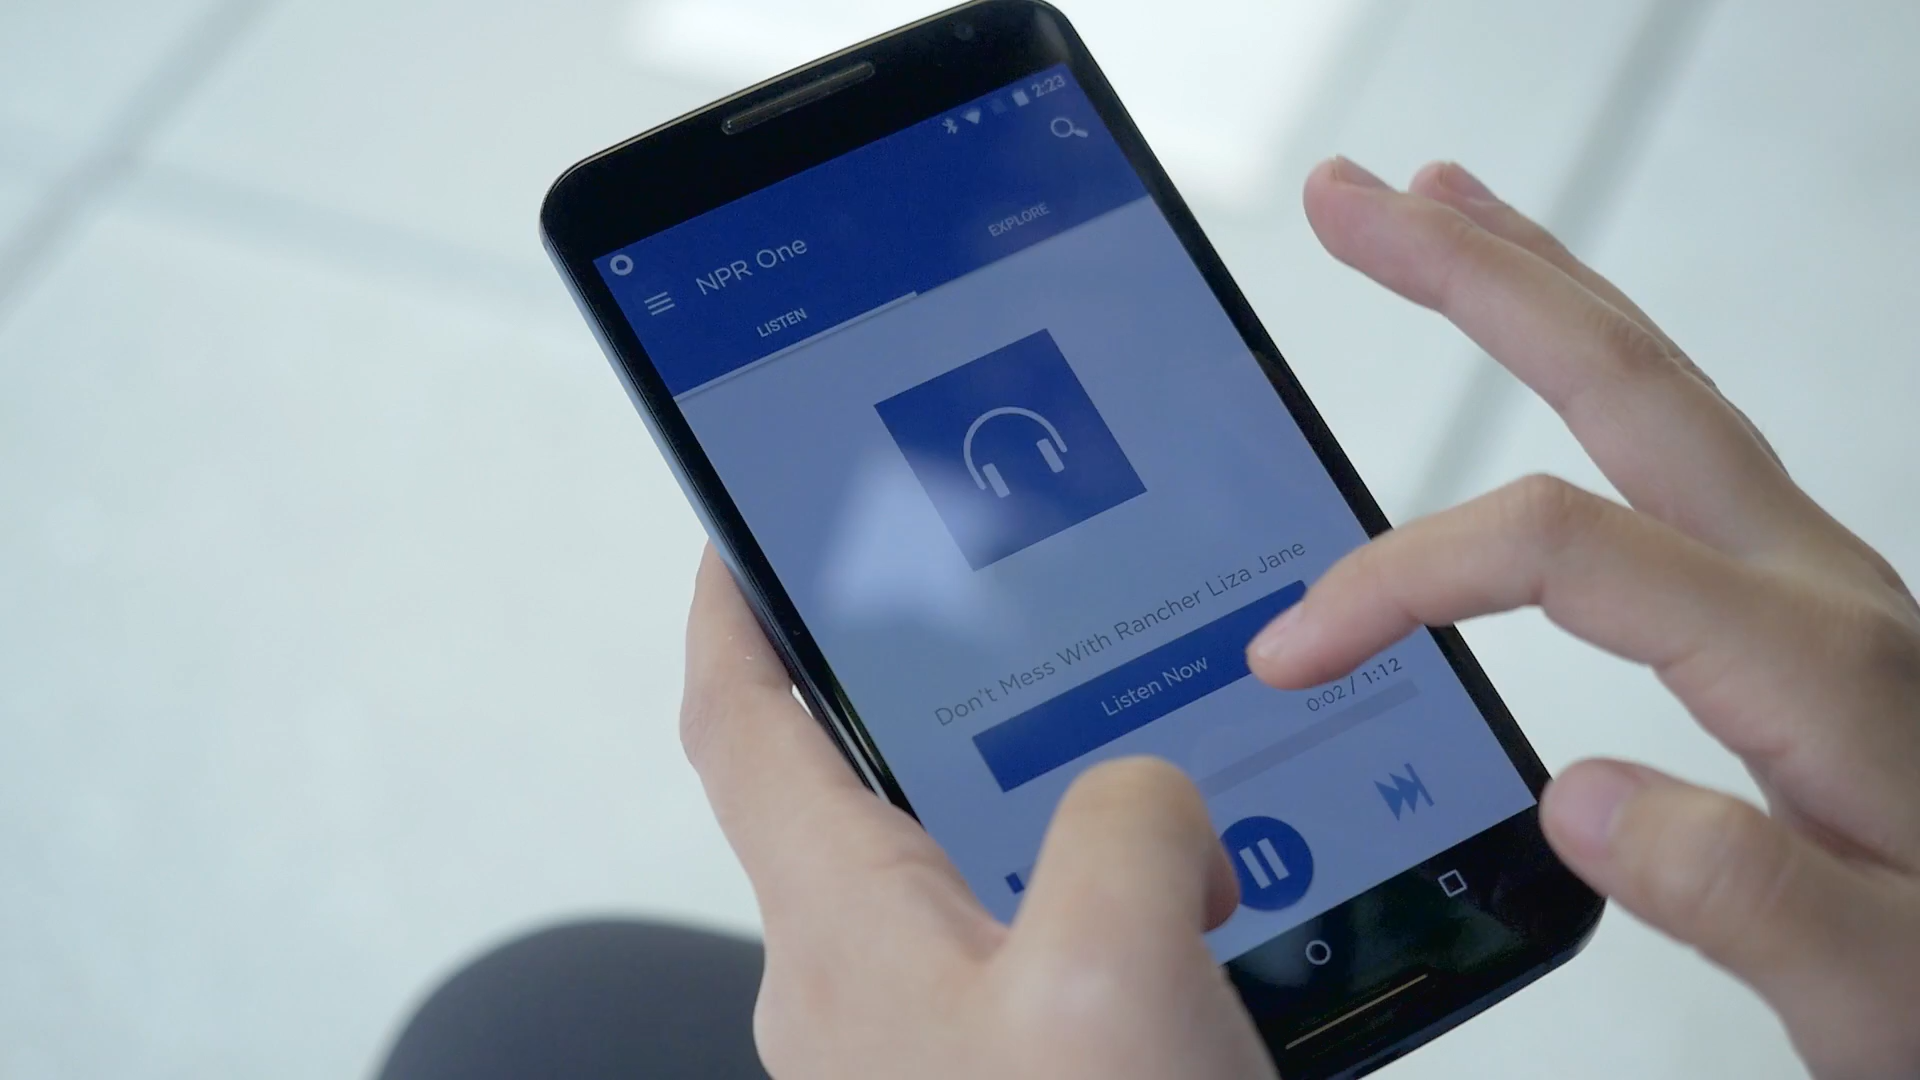 2:23
NPR One
LISTEN
EXPLORE
Don't Mess With Rancher Liza Jane
Listen Now
0:02 / 1:12